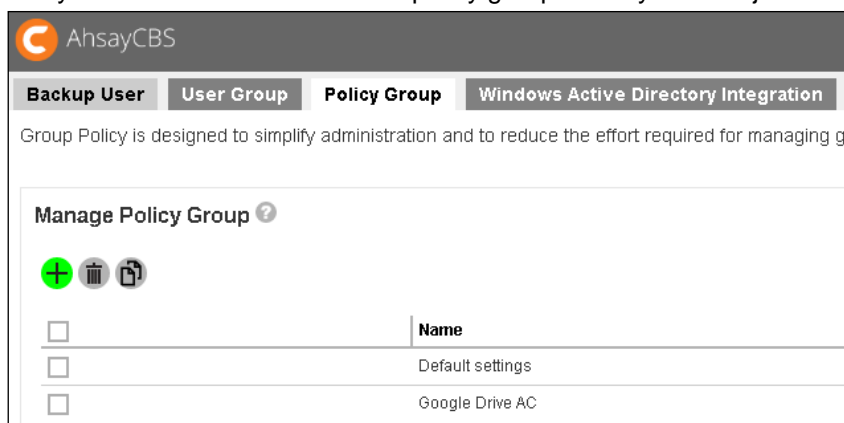 AhsayCBS
Backup User User Group Policy Group Windows Active Directory Integration
Group Policy is designed to simplify administration and to reduce the effort required for managing g
Manage Policy Group
Name
Default settings
Google Drive AC